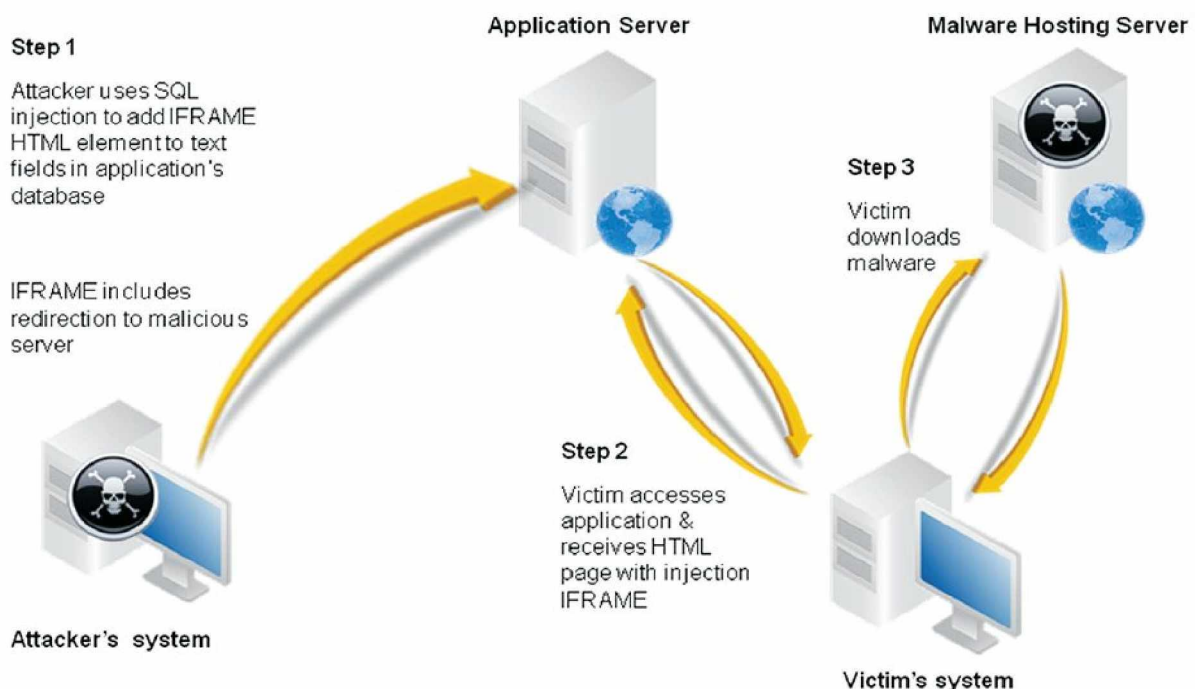 Application Server
Malware Hosting Server
Step 1
Attacker uses SQL
injection to add IFRAME
HTML element to text
fields in application's
database
IFRAME includes
redirection to malicious
server
Step 3
Victim
downloads
malware
Step 2
Victim accesses
application &
receives HTML
page with injection
IFRAME
Attacker's system
Victim's system